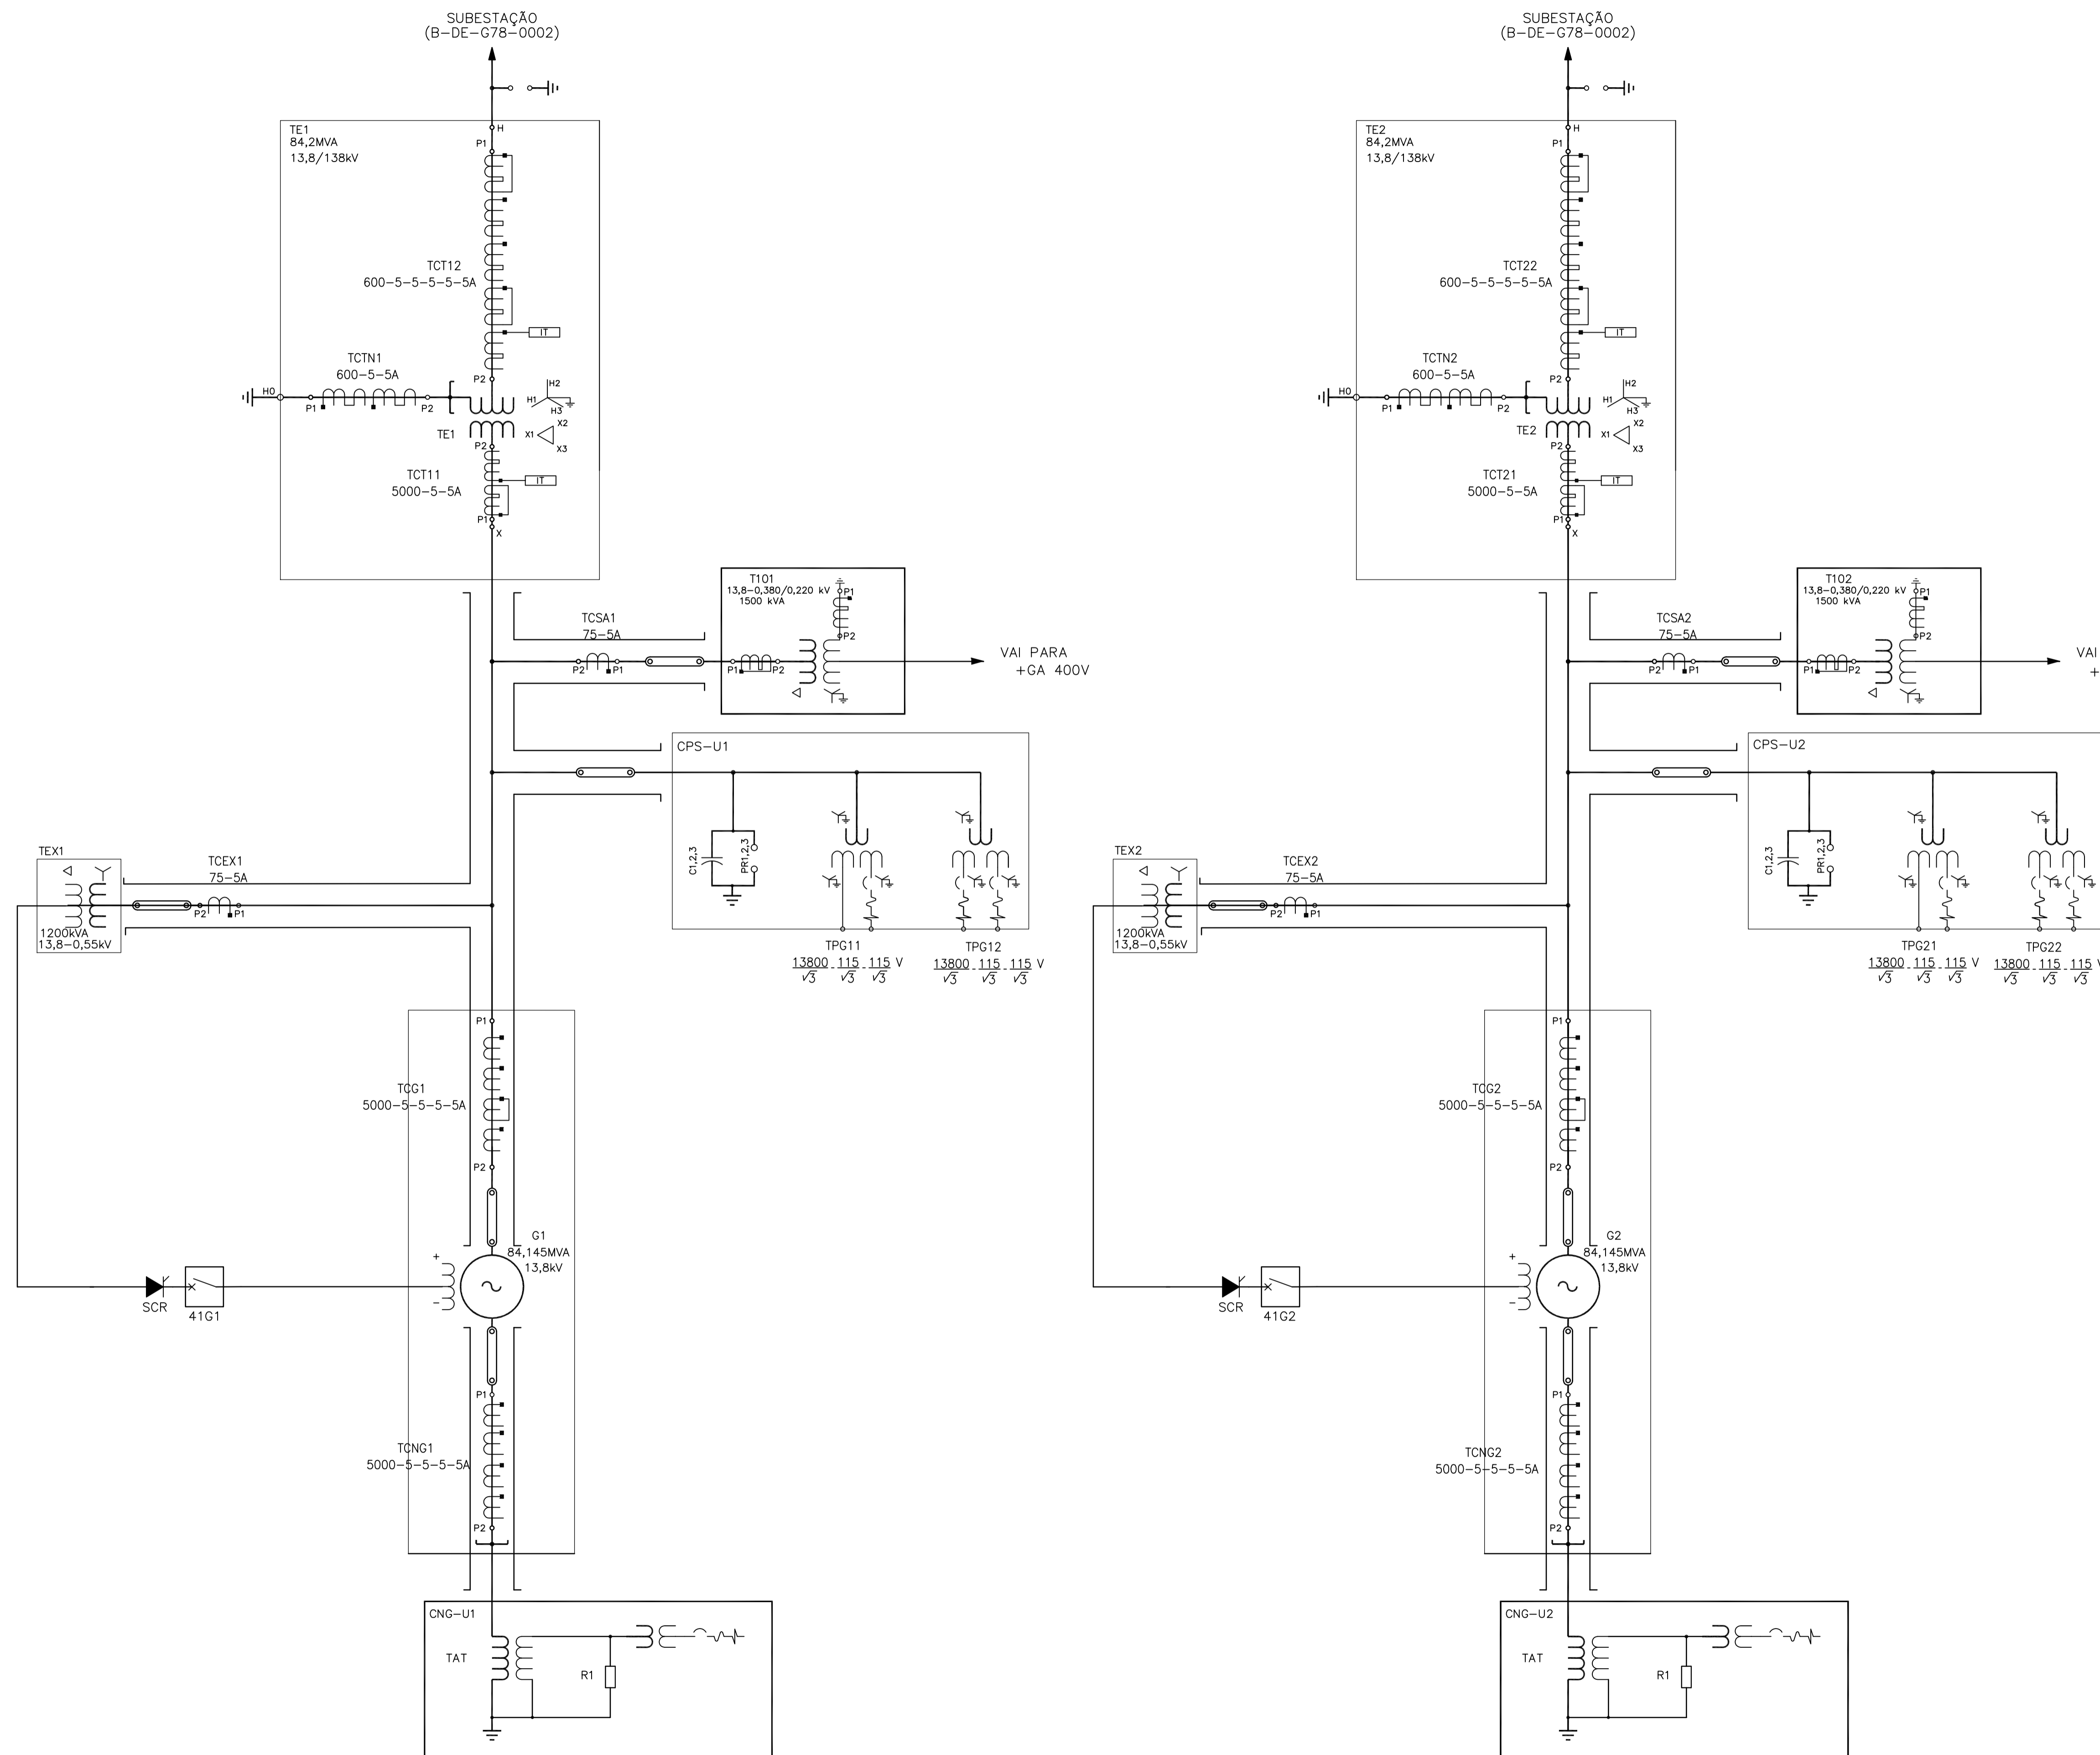 SUBESTAÇÃO
(B-DE-G78-0002)
H
TE1
84,2MVA
13,8/138kV
P1
TCT12
600-5-5-5-5-5A
IT
TCTN1
600-5-5A
P2
H0
P1
P2
H2
H1
H3
TE1
X2
X1
X3
P2
TCT11
5000-5-5A
IT
P1
X
T101
13,8-0,380/0,220 kV
1500 kVA
P1
P2
TCSA1
75-5A
P2
P1
P1
P2
VAI PARA
+GA 400V
CPS-U1
C1,2,3
PR1,2,3
TEX1
TCEX1
75-5A
P2
P1
1200kVA
13,8-0,55kV
TPG11
13800 115 115 V
√3 √3 √3
TPG12
13800 115 115 V
√3 √3 √3
P1
TCG1
5000-5-5-5-5A
P2
G1
84,145MVA
13,8kV
+
-
SCR
41G1
P1
TCNG1
5000-5-5-5-5A
P2
CNG-U1
TAT
R1
SUBESTAÇÃO
(B-DE-G78-0002)
H
TE2
84,2MVA
13,8/138kV
P1
TCT22
600-5-5-5-5-5A
IT
TCTN2
600-5-5A
P2
H0
P1
P2
H2
H1
H3
TE2
X2
X1
X3
P2
TCT21
5000-5-5A
IT
P1
X
T102
13,8-0,380/0,220 kV
1500 kVA
P1
P2
TCSA2
75-5A
P2
P1
P1
P2
VAI
+
CPS-U2
C1,2,3
PR1,2,3
TEX2
TCEX2
75-5A
P2
P1
1200kVA
13,8-0,55kV
TPG21
13800 115 115 V
√3 √3 √3
TPG22
13800 115 115 V
√3 √3 √3
P1
TCG2
5000-5-5-5-5A
P2
G2
84,145MVA
13,8kV
+
-
SCR
41G2
P1
TCNG2
5000-5-5-5-5A
P2
CNG-U2
TAT
R1